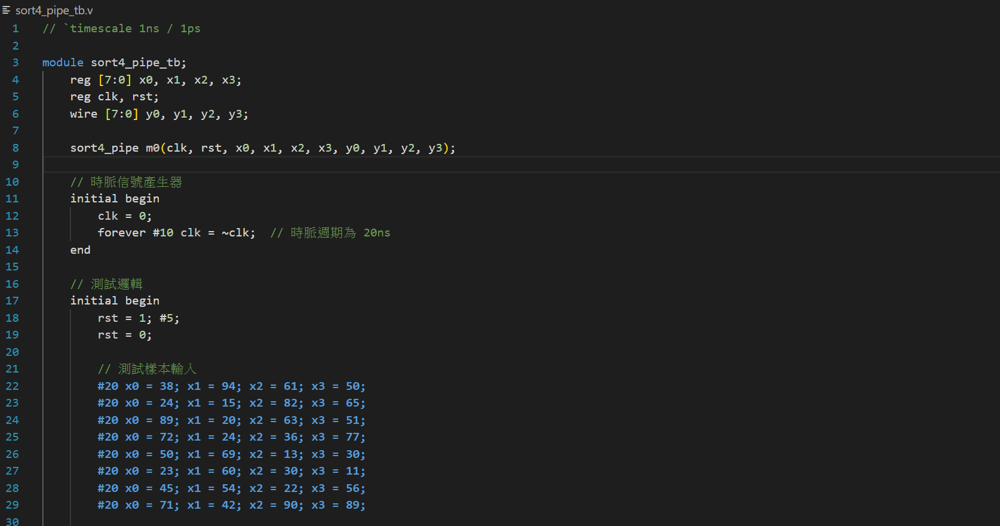 sort4_pipe_tb.v
1 // `timescale 1ns / 1ps
2
3 module sort4_pipe_tb;
4 reg [7:0] x0, x1, x2, x3;
5 reg clk, rst;
6 wire [7:0] y0, y1, y2, y3;
7
8 sort4_pipe m0(clk, rst, x0, x1, x2, x3, y0, y1, y2, y3);
9
10 // 時脈信號產生器
11 initial begin
12 clk = 0;
13 forever #10 clk = ~clk; // 時脈週期為 20ns
14 end
15
16 // 測試邏輯
17 initial begin
18 rst = 1; #5;
19 rst = 0;
20
21 // 測試樣本輸入
22 #20 x0 = 38; x1 = 94; x2 = 61; x3 = 50;
23 #20 x0 = 24; x1 = 15; x2 = 82; x3 = 65;
24 #20 x0 = 89; x1 = 20; x2 = 63; x3 = 51;
25 #20 x0 = 72; x1 = 24; x2 = 36; x3 = 77;
26 #20 x0 = 50; x1 = 69; x2 = 13; x3 = 30;
27 #20 x0 = 23; x1 = 60; x2 = 30; x3 = 11;
28 #20 x0 = 45; x1 = 54; x2 = 22; x3 = 56;
29 #20 x0 = 71; x1 = 42; x2 = 90; x3 = 89;
30